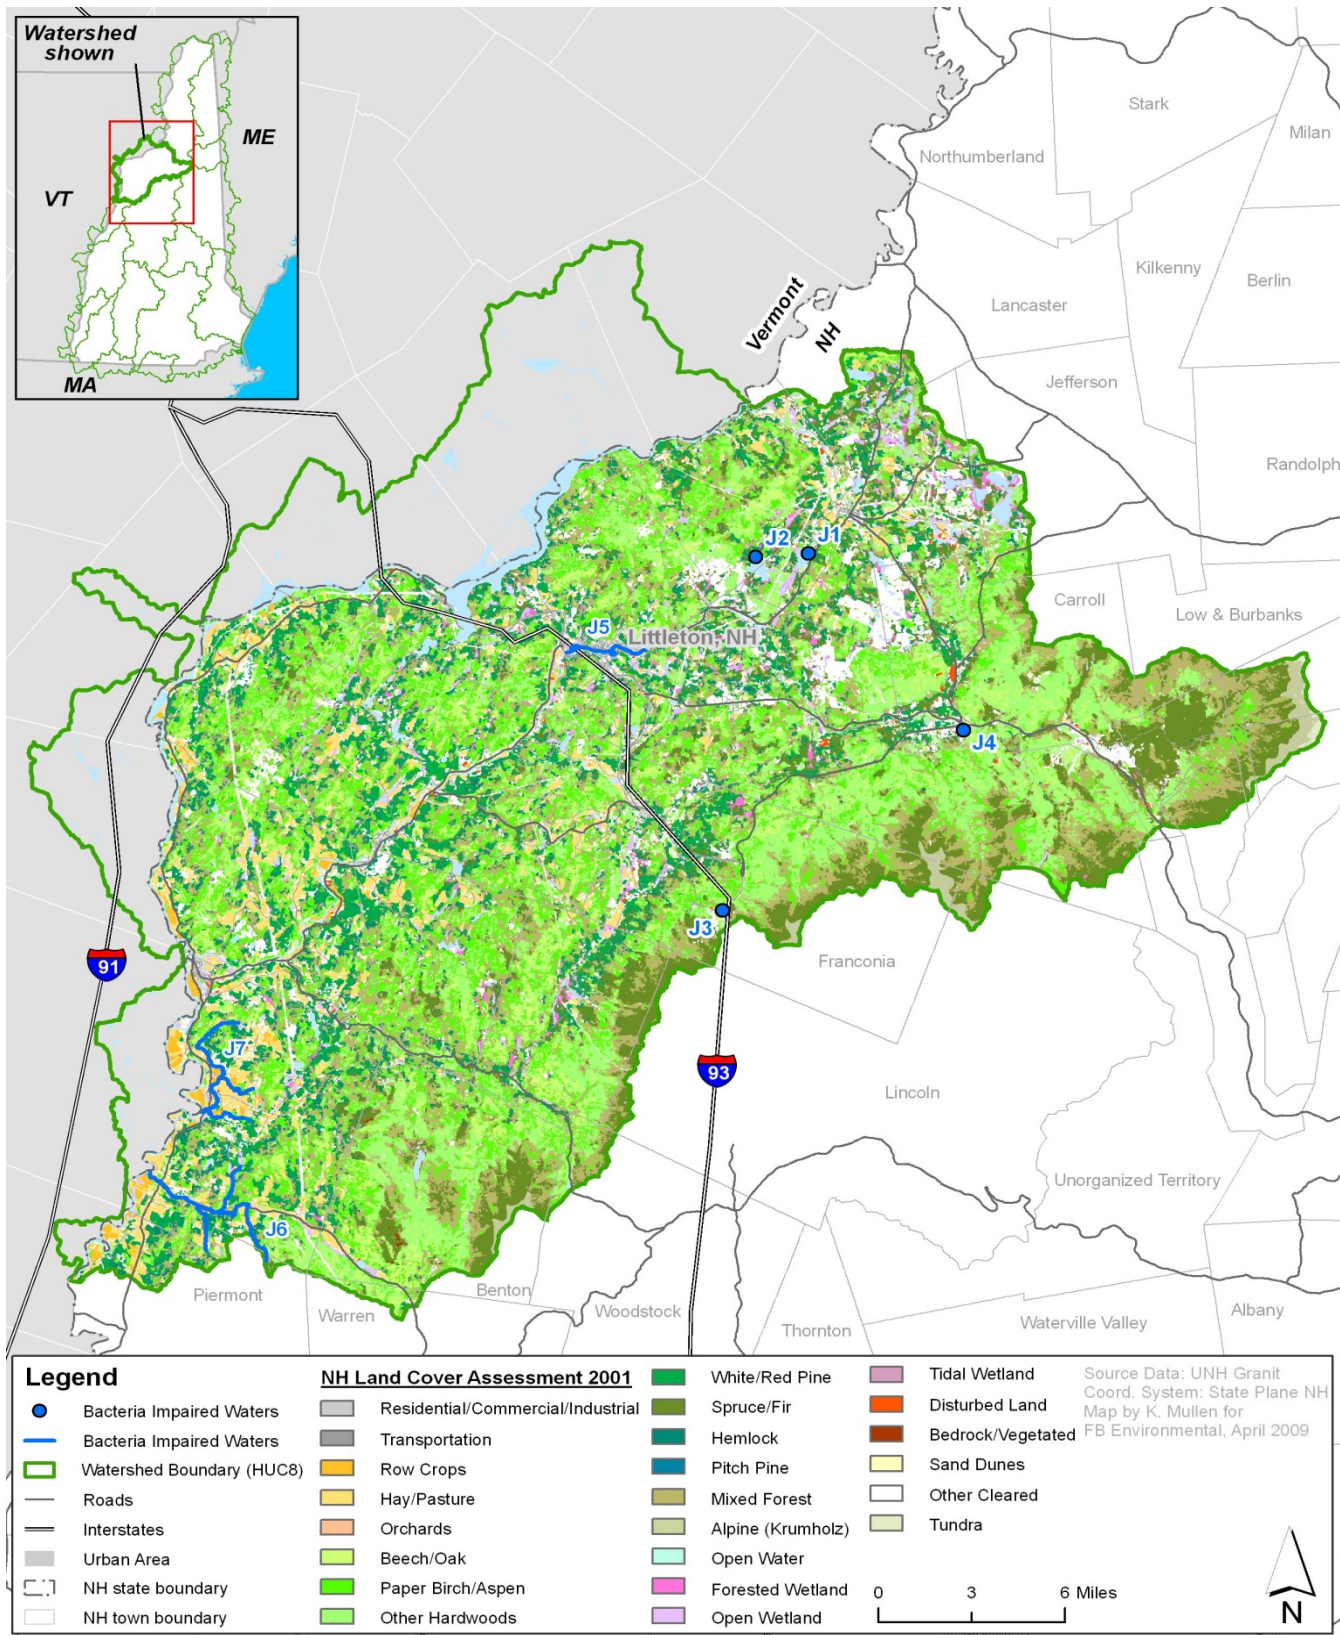 Watershed
shown
ME
VT
MA
Stark
Milan
Northumberland
Kilkenny
Berlin
Lancaster
Vermont
NH
Jefferson
Randolph
J2
J1
Carroll
Low & Burbanks
J5
Littleton, NH
J4
J3
Franconia
91
J7
93
Lincoln
Unorganized Territory
J6
Piermont
Benton
Warren
Woodstock
Thornton
Waterville Valley
Albany
Legend
Bacteria Impaired Waters
Bacteria Impaired Waters
Watershed Boundary (HUC8)
Roads
Interstates
Urban Area
NH state boundary
NH town boundary
NH Land Cover Assessment 2001
Residential/Commercial/Industrial
Transportation
Row Crops
Hay/Pasture
Orchards
Beech/Oak
Paper Birch/Aspen
Other Hardwoods
White/Red Pine
Spruce/Fir
Hemlock
Pitch Pine
Mixed Forest
Alpine (Krumholz)
Open Water
Forested Wetland
Open Wetland
Tidal Wetland
Disturbed Land
Bedrock/Vegetated
Sand Dunes
Other Cleared
Tundra
Source Data: UNH Granit
Coord. System: State Plane NH
Map by K. Mullen for
FB Environmental, April 2009
0 3 6 Miles
N